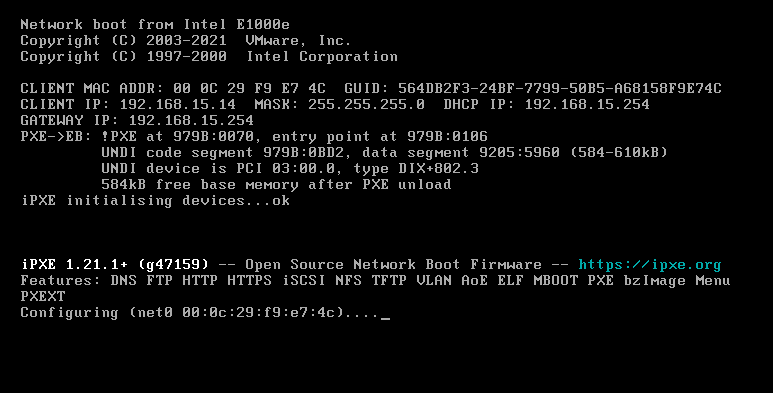 Network boot from Intel E1000e
Copyright (C) 2003-2021  VMware, Inc.
Copyright (C) 1997-2000  Intel Corporation
CLIENT MAC ADDR: 00 0C 29 F9 E7 4C  GUID: 564DB2F3-24BF-7799-50B5-A68158F9E74C
CLIENT IP: 192.168.15.14  MASK: 255.255.255.0  DHCP IP: 192.168.15.254
GATEWAY IP: 192.168.15.254
PXE->EB: !PXE at 979B:0070, entry point at 979B:0106
UNDI code segment 979B:0BD2, data segment 9205:5960 (584-610kB)
UNDI device is PCI 03:00.0, type DIX+802.3
584kB free base memory after PXE unload
iPXE initialising devices...ok
iPXE 1.21.1+ (g47159) -- Open Source Network Boot Firmware -- https://ipxe.org
Features: DNS FTP HTTP HTTPS iSCSI NFS TFTP VLAN AoE ELF MBOOT PXE bzImage Menu
PXEXT
Configuring (net0 00:0c:29:f9:e7:4c)...._